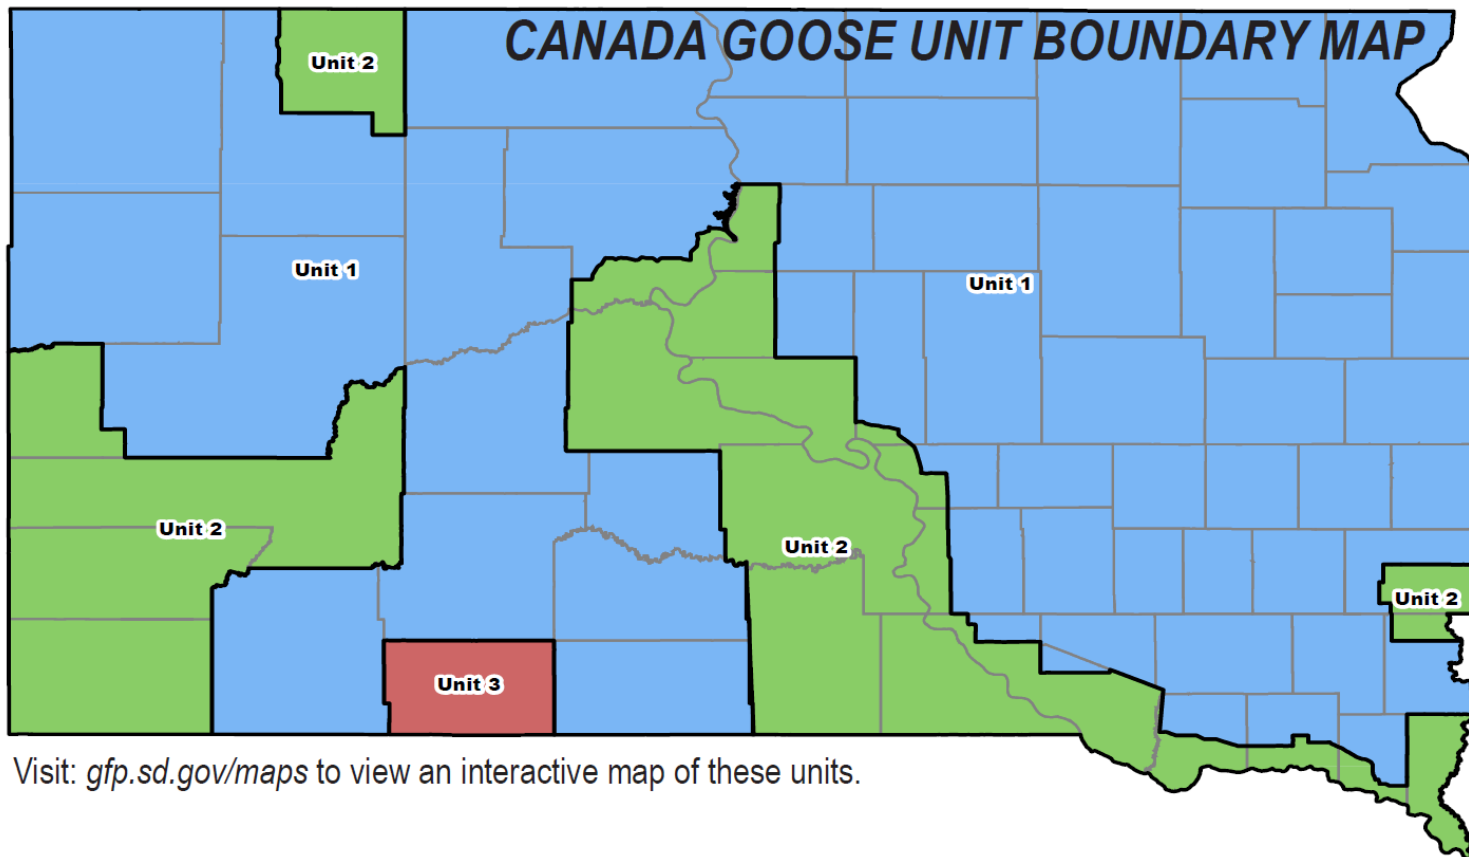 CANADA GOOSE UNIT BOUNDARY MAP
Unit 2
Unit 1
Unit 1
Unit 2
Unit 2
Unit 2
Unit 3
Visit: gfp.sd.gov/maps to view an interactive map of these units.